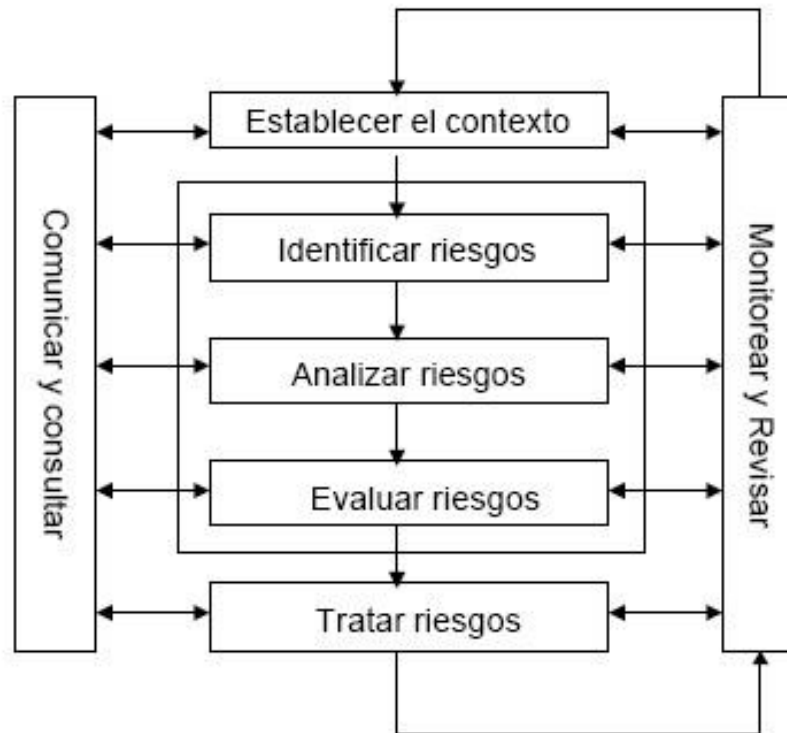 Establecer el contexto
Comunicar y consultar
Identificar riesgos
Analizar riesgos
Evaluar riesgos
Tratar riesgos
Monitorear y Revisar